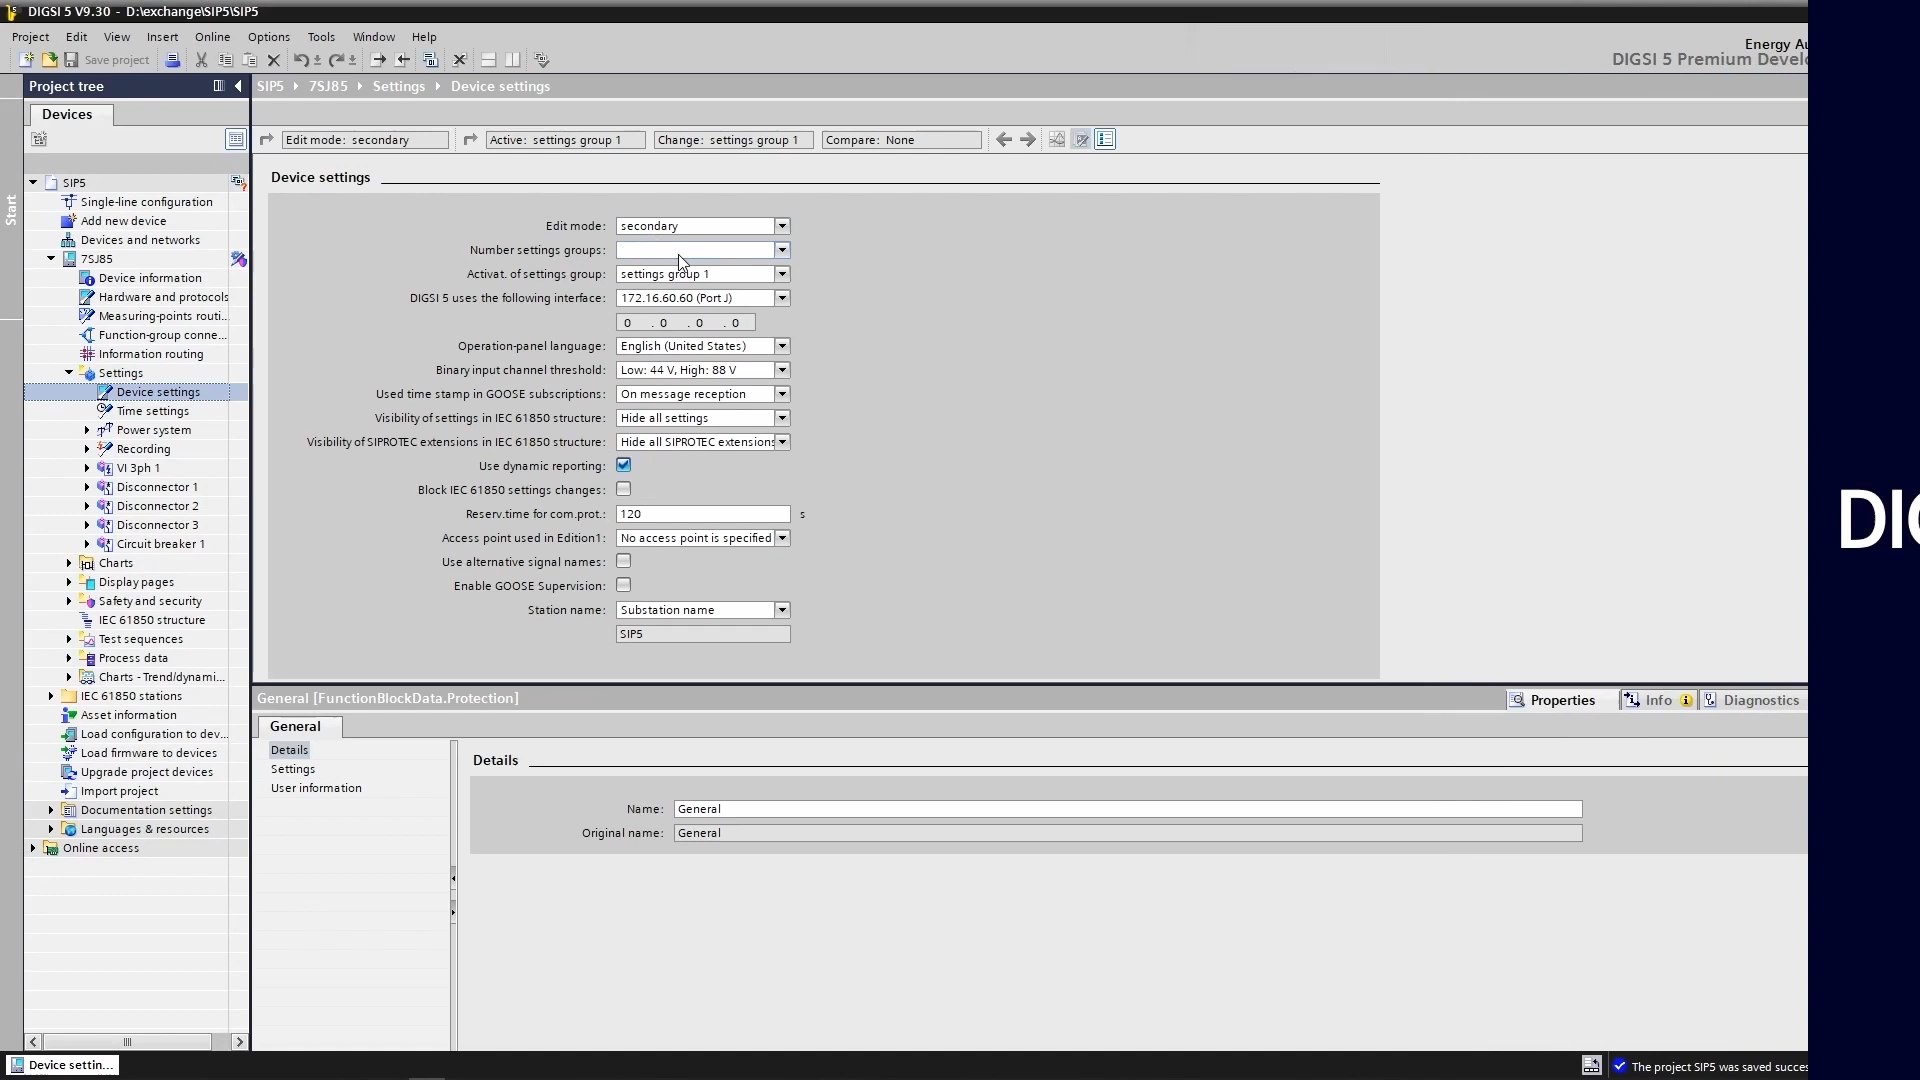 DIGSI 5 V9.30 - D:\exchange\SIP5\SIP5
Project Edit View Insert Online Options Tools Window Help
Save project
Energy Au
DIGSI 5 Premium Develo
Project tree
SIP5 Settings
7SJ85
Device settings
Devices
Edit mode: secondary
Active: settings group 1
Change: settings group 1
Compare: None
Start
SIP5
Single-line configuration
Add new device
Devices and networks
7SJ85
Device information
Hardware and protocols
Measuring-points routi...
Function-group conne...
Information routing
Settings
Device settings
Time settings
Power system
Recording
VI 3ph 1
Disconnector 1
Disconnector 2
Disconnector 3
Circuit breaker 1
Charts
Display pages
Safety and security
IEC 61850 structure
Test sequences
Process data
Charts - Trend/dynami...
IEC 61850 stations
Asset information
Load configuration to dev...
Load firmware to devices
Upgrade project devices
Import project
Documentation settings
Languages & resources
Online access
Device settings
Edit mode: secondary
Number settings groups:
Activat. of settings group: settings group 1
DIGSI 5 uses the following interface: 172.16.60.60 (Port J)
0 . 0 . 0 . 0
Operation-panel language: English (United States)
Binary input channel threshold: Low: 44 V, High: 88 V
Used time stamp in GOOSE subscriptions: On message reception
Visibility of settings in IEC 61850 structure: Hide all settings
Visibility of SIPROTEC extensions in IEC 61850 structure: Hide all SIPROTEC extensions
Use dynamic reporting:
Block IEC 61850 settings changes:
Reserv.time for com.prot.: 120 s
Access point used in Edition1: No access point is specified
Use alternative signal names:
Enable GOOSE Supervision:
Station name: Substation name
SIP5
DIG
General [FunctionBlockData.Protection]
Properties Info Diagnostics
General
Details
Settings
User information
Details
Name: General
Original name: General
Device settin...
The project SIP5 was saved succes